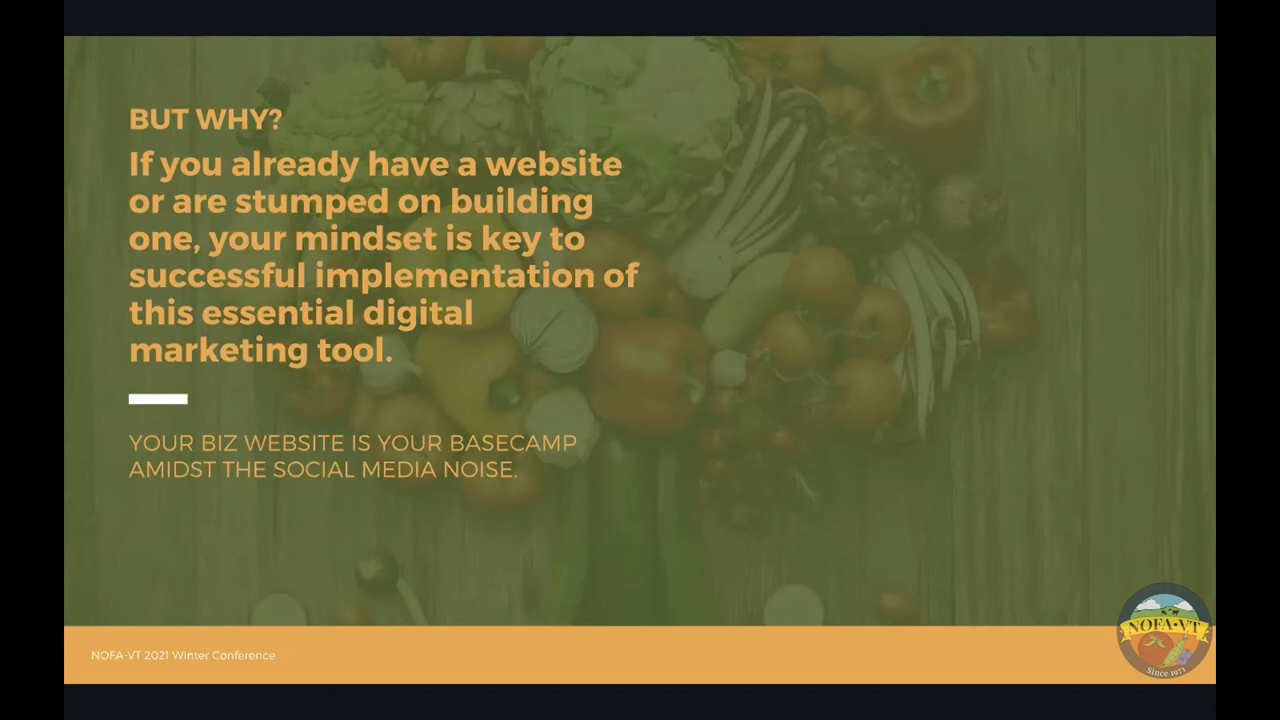 BUT WHY?
If you already have a website
or are stumped on building
one, your mindset is key to
successful implementation of
this essential digital
marketing tool.
YOUR BIZ WEBSITE IS YOUR BASECAMP
AMIDST THE SOCIAL MEDIA NOISE.
NOFA-VT 2021 Winter Conference
NOFA•VT
Since 1971